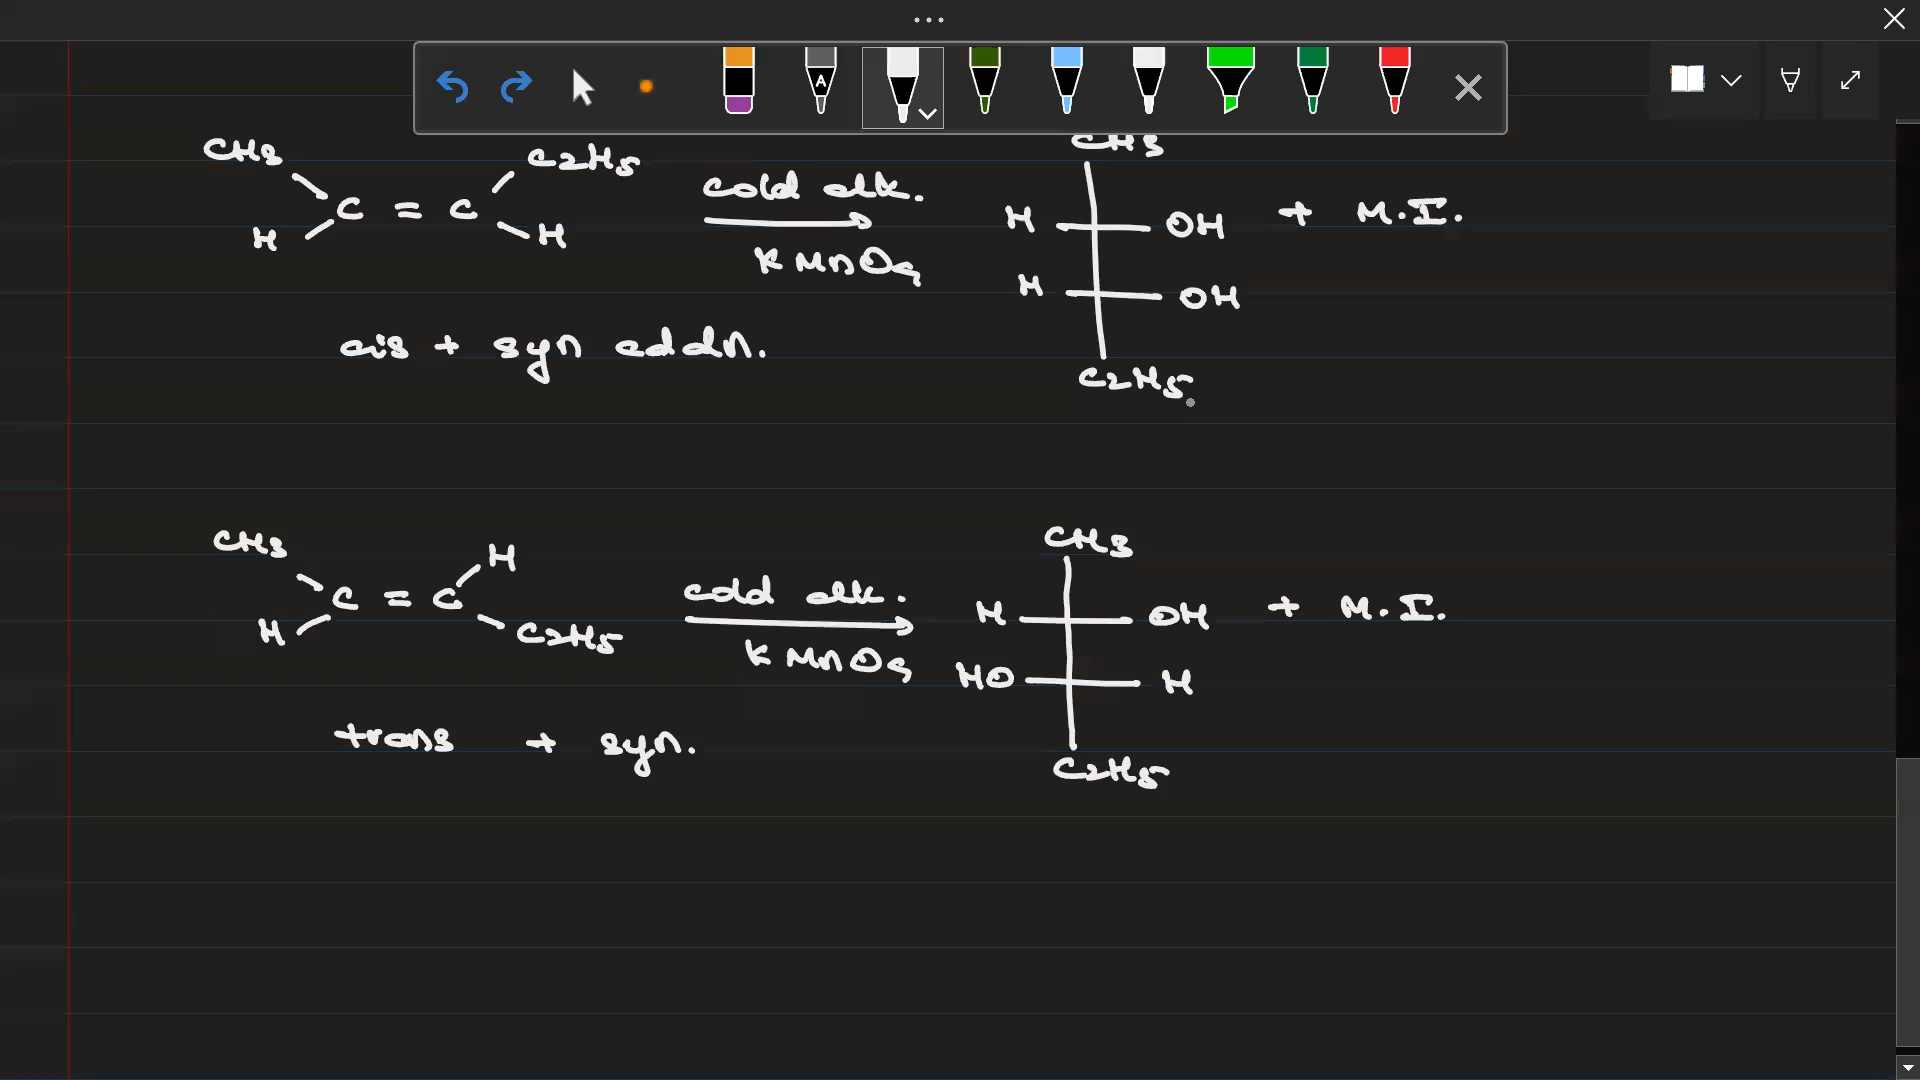 CH3 C2H5 CH3
C = C cold alk. H OH + M.I.
H H KMnO4
H OH
cis + syn addn.
C2H5
CH3 H CH3
C = C cold alk. H OH + M.I.
H C2H5 KMnO4 HO H
trans + syn.
C2H5
A